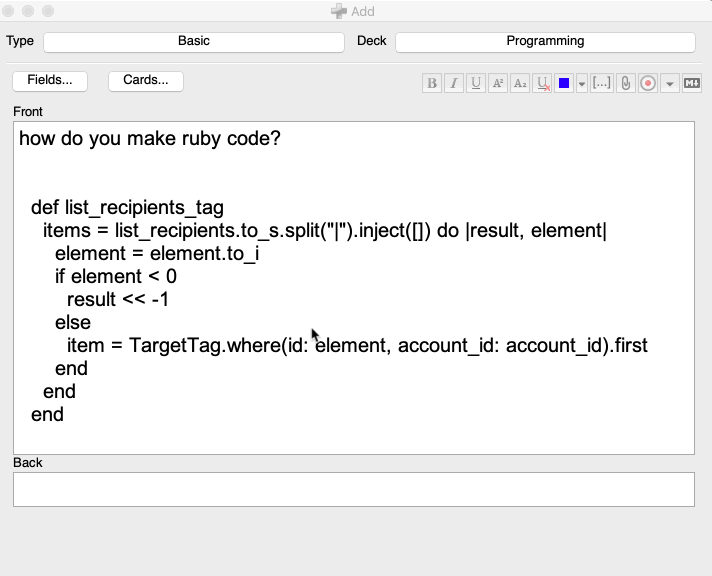 Add
Type Basic Deck Programming
Fields... Cards... B I U A² A₂ U [...] M↓
Front
how do you make ruby code?
def list_recipients_tag
items = list_recipients.to_s.split("|").inject([]) do |result, element|
element = element.to_i
if element < 0
result << -1
else
item = TargetTag.where(id: element, account_id: account_id).first
end
end
end
Back